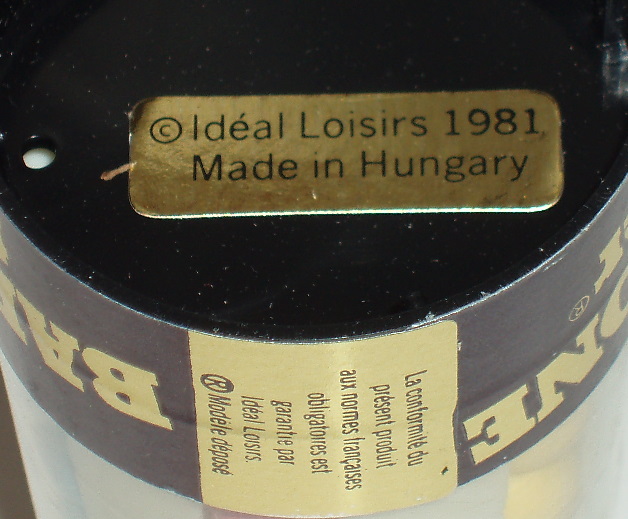 © Idéal Loisirs 1981
Made in Hungary
La conformité du
présent produit
aux normes françaises
obligatoires est
garantie par
Idéal Loisirs.
® Modèle déposé